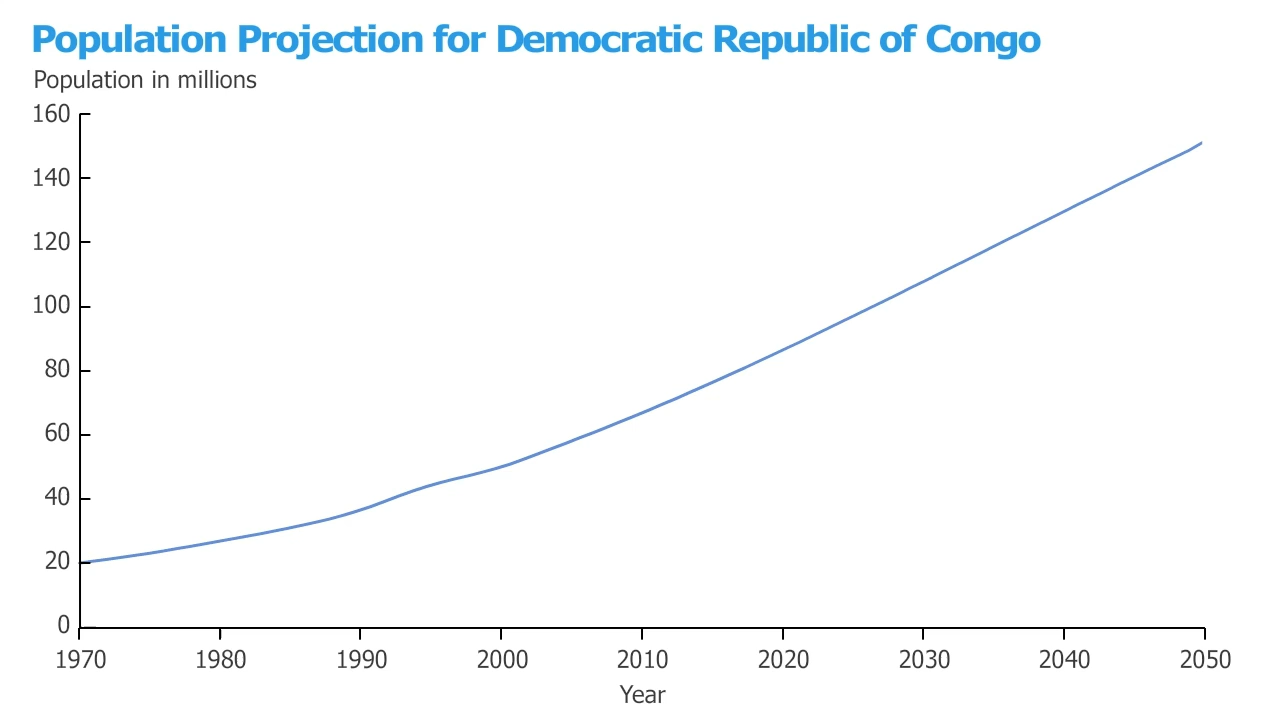 Population Projection for Democratic Republic of Congo
Population in millions
160
140
120
100
80
60
40
20
0
1970 1980 1990 2000 2010 2020 2030 2040 2050
Year